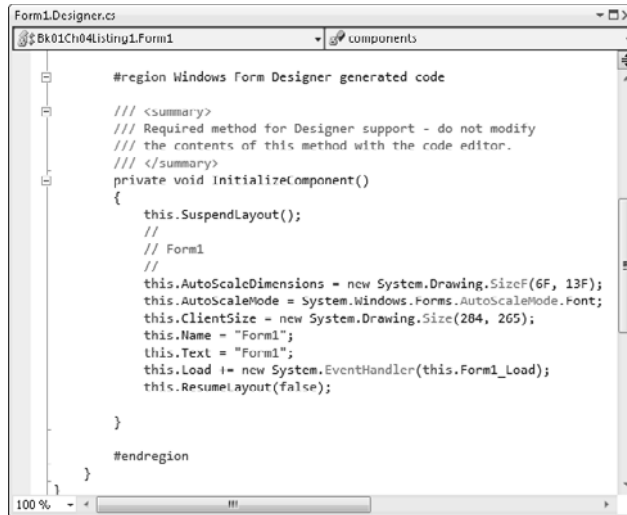 Form1.Designer.cs
Bk01Ch04Listing1.Form1 components
#region Windows Form Designer generated code
/// <summary>
/// Required method for Designer support - do not modify
/// the contents of this method with the code editor.
/// </summary>
private void InitializeComponent()
{
this.SuspendLayout();
//
// Form1
//
this.AutoScaleDimensions = new System.Drawing.SizeF(6F, 13F);
this.AutoScaleMode = System.Windows.Forms.AutoScaleMode.Font;
this.ClientSize = new System.Drawing.Size(284, 265);
this.Name = "Form1";
this.Text = "Form1";
this.Load += new System.EventHandler(this.Form1_Load);
this.ResumeLayout(false);
}
#endregion
}
}
100 %